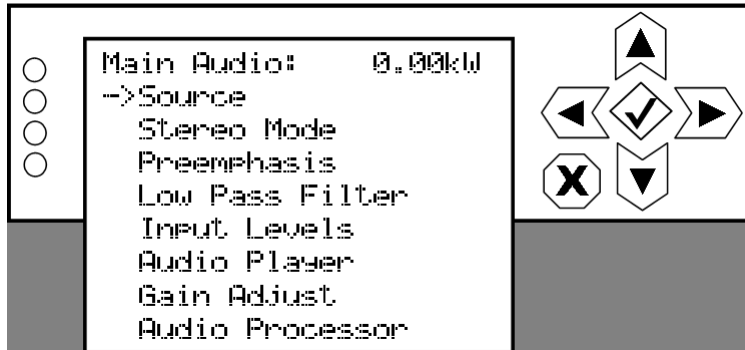 Main Audio: 0.00kW
->Source
Stereo Mode
Preemphasis
Low Pass Filter
Input Levels
Audio Player
Gain Adjust
Audio Processor
X